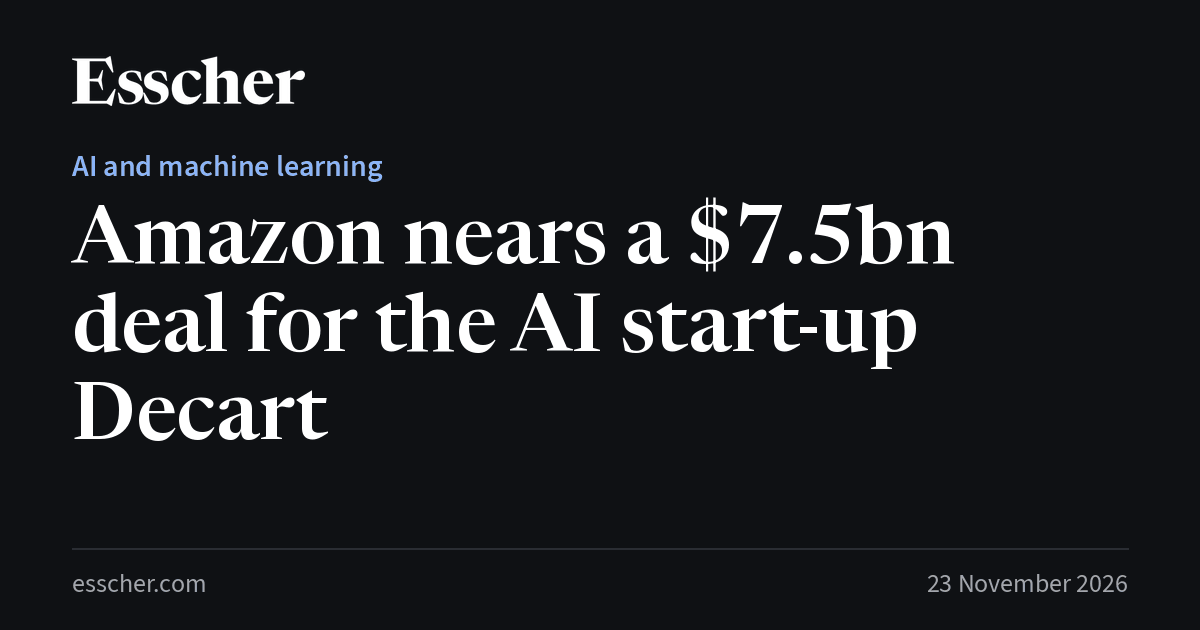 Esscher
AI and machine learning
Amazon nears a $7.5bn
deal for the AI start-up
Decart
esscher.com
23 November 2026